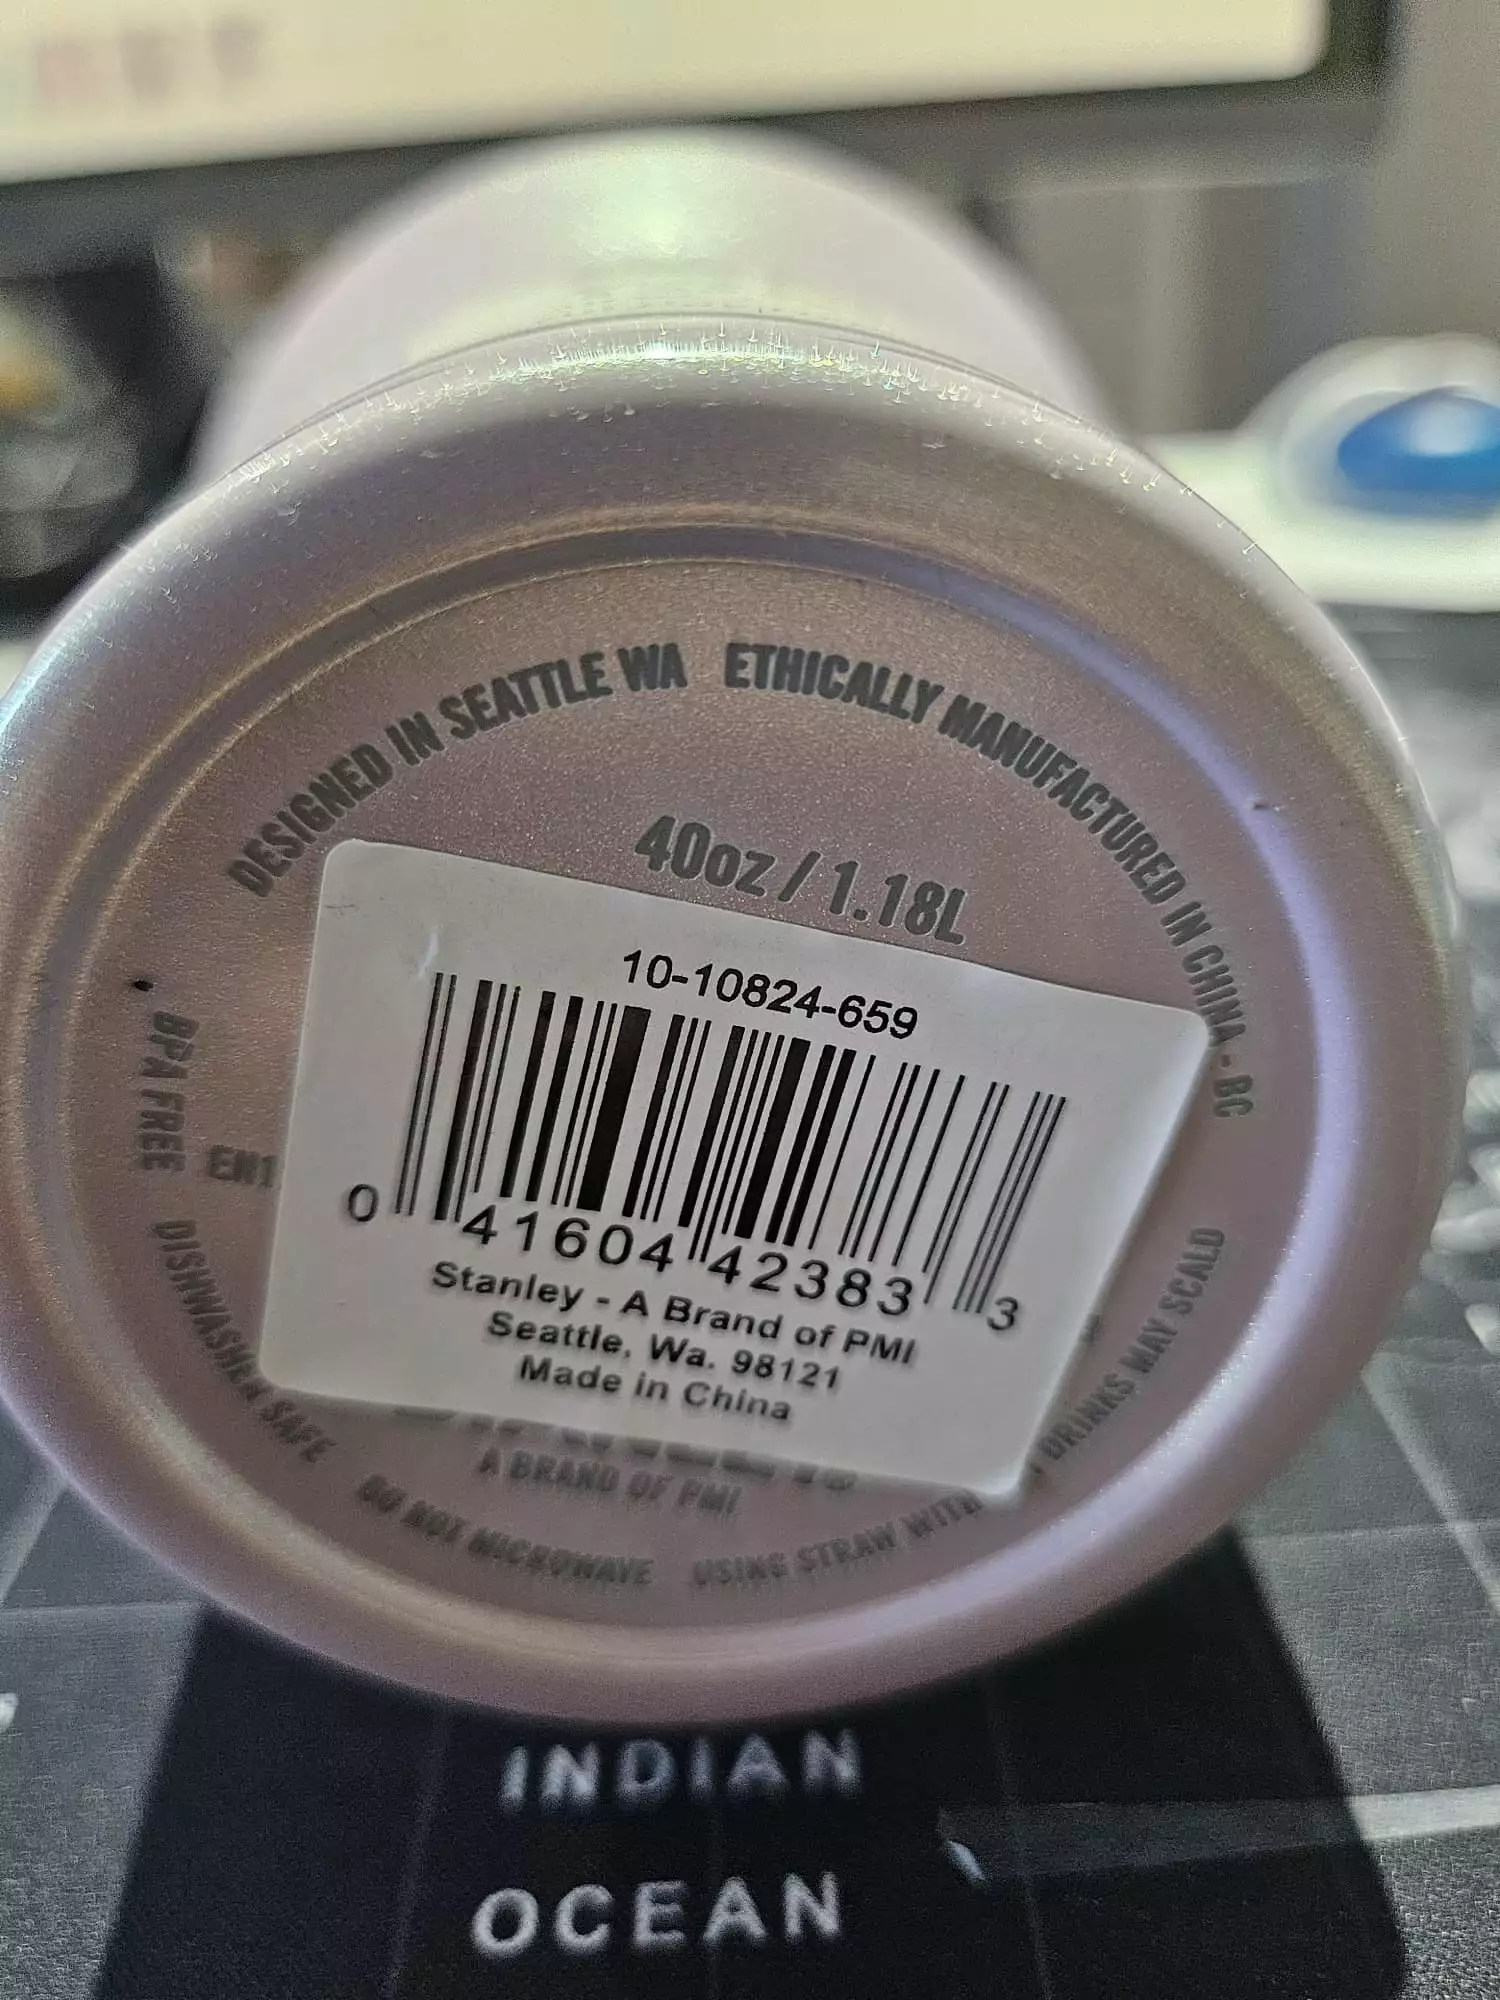 DESIGNED IN SEATTLE WA
ETHICALLY MANUFACTURED IN CHINA - BC
40oz / 1.18L
10-10824-659
0 41604 42383 3
Stanley - A Brand of PMI
Seattle, Wa. 98121
Made in China
BPA FREE
EN1
DISHWASHER SAFE
A BRAND OF PMI
DO NOT MICROWAVE
USING STRAW WITH
DRINKS MAY SCALD
INDIAN
OCEAN